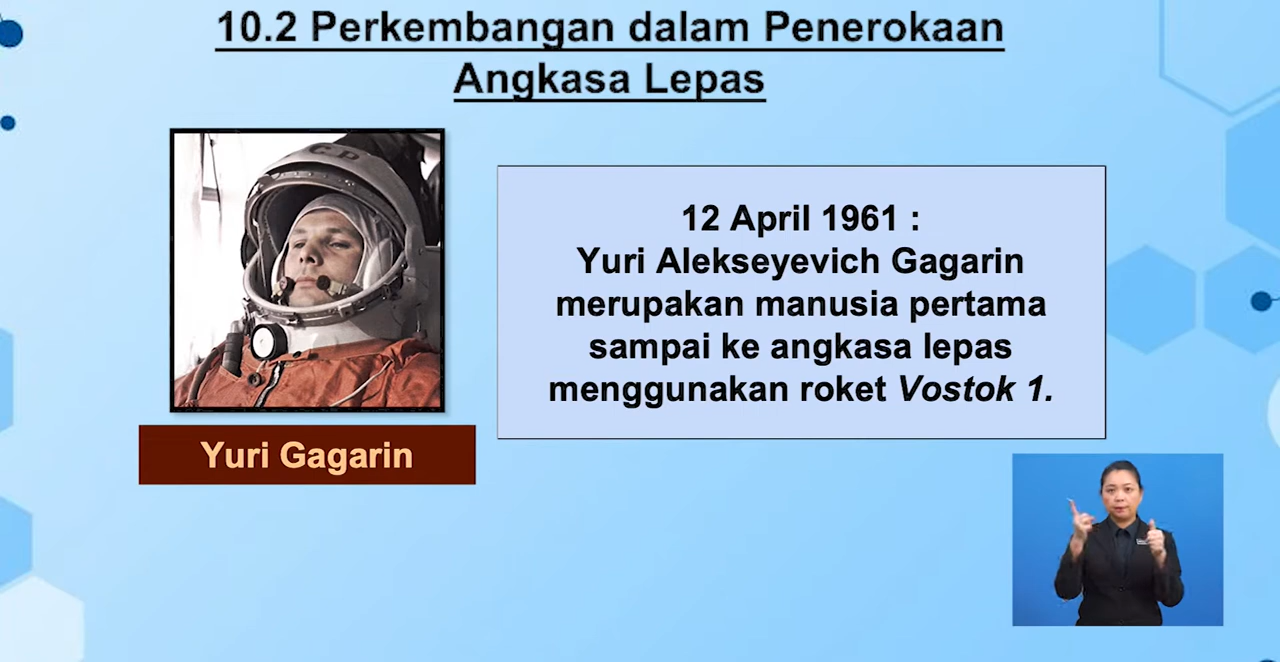 10.2 Perkembangan dalam Penerokaan
Angkasa Lepas
12 April 1961 :
Yuri Alekseyevich Gagarin
merupakan manusia pertama
sampai ke angkasa lepas
menggunakan roket Vostok 1.
Yuri Gagarin